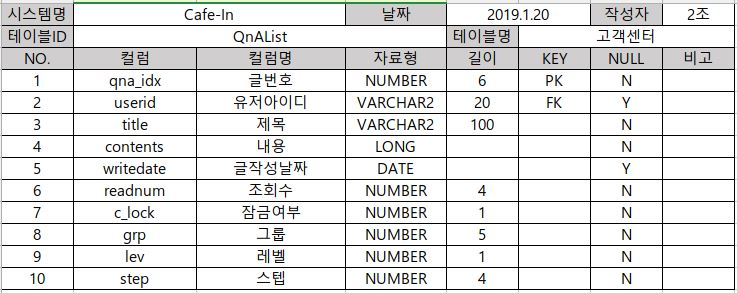 시스템명 Cafe-In 날짜 2019.1.20 작성자 2조
테이블ID QnAList 테이블명 고객센터
NO. 컬럼 컬럼명 자료형 길이 KEY NULL 비고
1 qna_idx 글번호 NUMBER 6 PK N
2 userid 유저아이디 VARCHAR2 20 FK Y
3 title 제목 VARCHAR2 100 N
4 contents 내용 LONG N
5 writedate 글작성날짜 DATE Y
6 readnum 조회수 NUMBER 4 N
7 c_lock 잠금여부 NUMBER 1 N
8 grp 그룹 NUMBER 5 N
9 lev 레벨 NUMBER 1 N
10 step 스텝 NUMBER 4 N